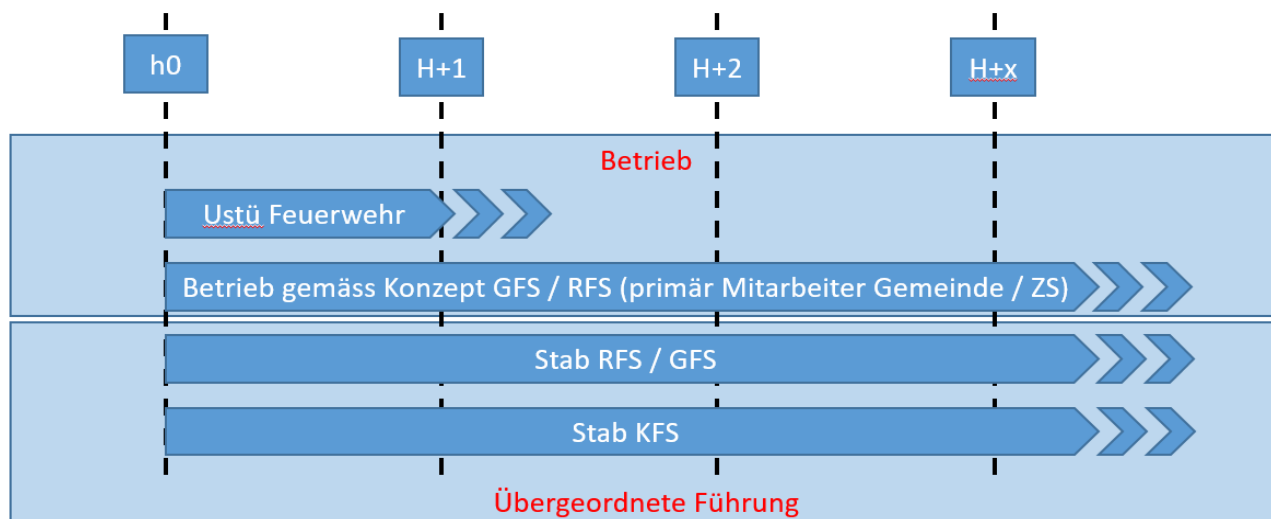 h0
H+1
H+2
H+x
Betrieb
Ustü Feuerwehr
Betrieb gemäss Konzept GFS / RFS (primär Mitarbeiter Gemeinde / ZS)
Stab RFS / GFS
Stab KFS
Übergeordnete Führung